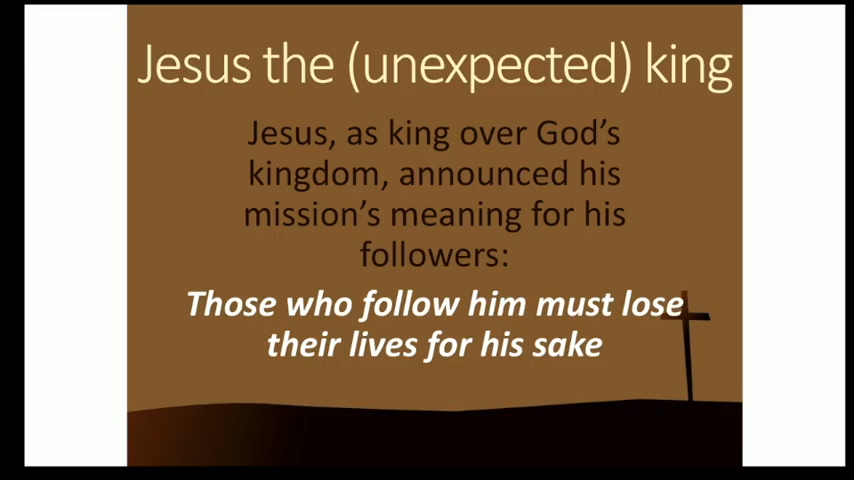 Jesus the (unexpected) king
Jesus, as king over God’s
kingdom, announced his
mission’s meaning for his
followers:
Those who follow him must lose
their lives for his sake